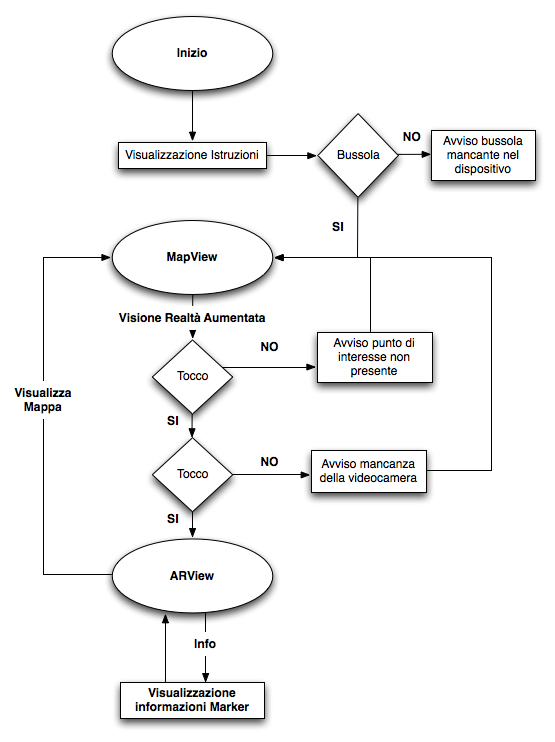 Inizio
Visualizzazione Istruzioni
Bussola
NO
Avviso bussola
mancante nel
dispositivo
SI
MapView
Visione Realtà Aumentata
Tocco
NO
Avviso punto di
interesse non
presente
Visualizza
Mappa
SI
Tocco
NO
Avviso mancanza
della videocamera
SI
ARView
Info
Visualizzazione
informazioni Marker